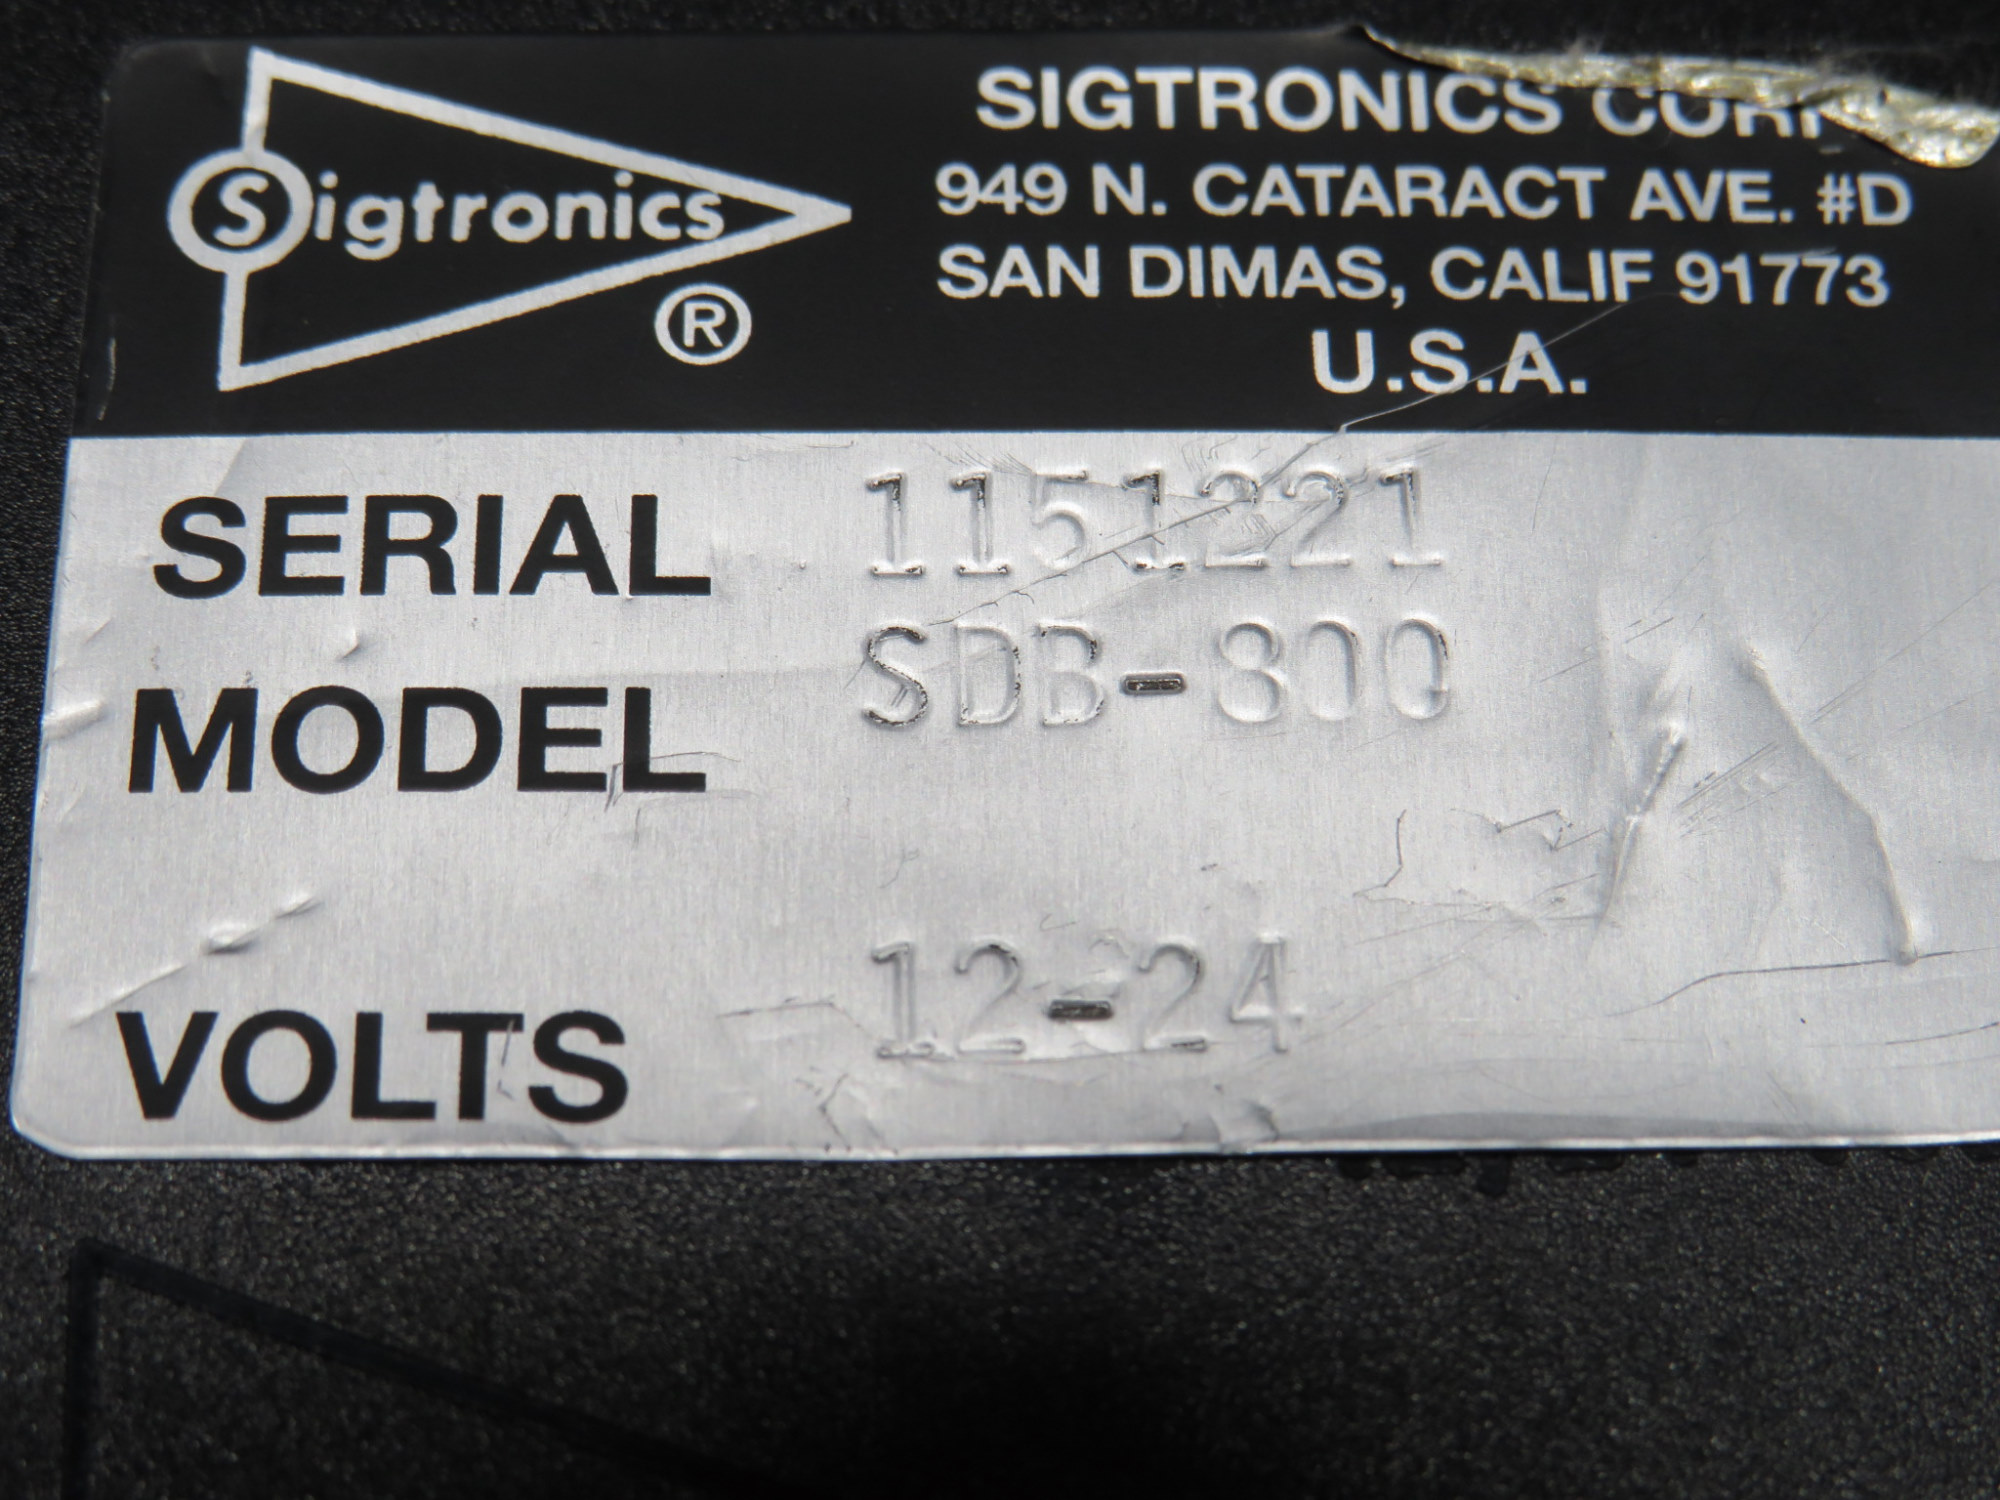 Sigtronics
®
SIGTRONICS CORP
949 N. CATARACT AVE. #D
SAN DIMAS, CALIF 91773
U.S.A.
SERIAL 1151221
MODEL SDB-800
VOLTS 12-24